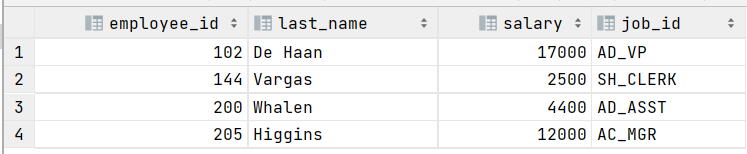 employee_id last_name salary job_id
1 102 De Haan 17000 AD_VP
2 144 Vargas 2500 SH_CLERK
3 200 Whalen 4400 AD_ASST
4 205 Higgins 12000 AC_MGR